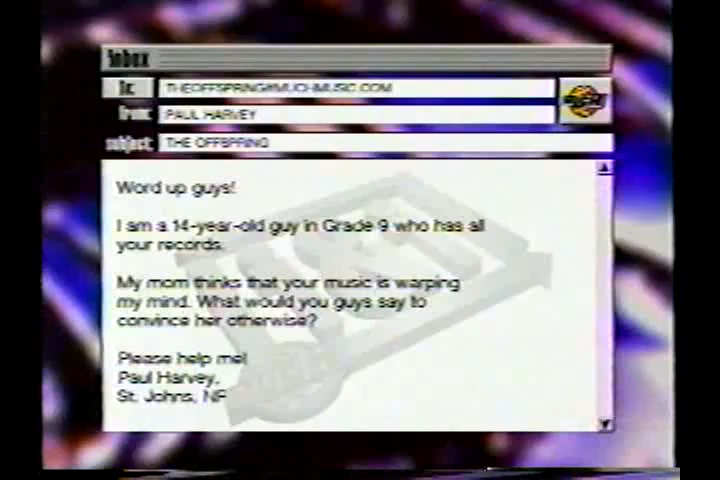 inbox
To: THEOFFSPRING@MUCHMUSIC.COM
from: PAUL HARVEY
subject: THE OFFSPRING
Word up guys!
I am a 14-year-old guy in Grade 9 who has all
your records.
My mom thinks that your music is warping
my mind. What would you guys say to
convince her otherwise?
Please help me!
Paul Harvey,
St. Johns, NF